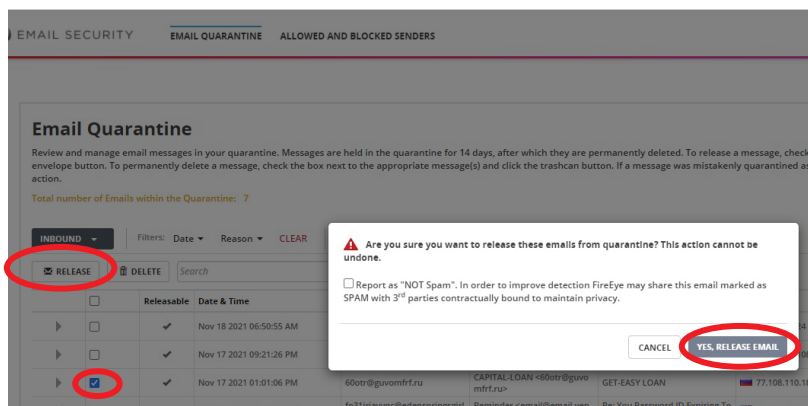 EMAIL SECURITY EMAIL QUARANTINE ALLOWED AND BLOCKED SENDERS
Email Quarantine
Review and manage email messages in your quarantine. Messages are held in the quarantine for 14 days, after which they are permanently deleted. To release a message, check
envelope button. To permanently delete a message, check the box next to the appropriate message(s) and click the trashcan button. If a message was mistakenly quarantined as
action.
Total number of Emails within the Quarantine: 7
INBOUND Filters: Date Reason CLEAR
RELEASE DELETE Search
Are you sure you want to release these emails from quarantine? This action cannot be
undone.
Report as "NOT Spam". In order to improve detection FireEye may share this email marked as
SPAM with 3rd parties contractually bound to maintain privacy.
CANCEL YES, RELEASE EMAIL
Releasable Date & Time
Nov 18 2021 06:50:55 AM
Nov 17 2021 09:21:26 PM
Nov 17 2021 01:01:06 PM 60otr@guvomfrf.ru CAPITAL-LOAN <60otr@guvo
mfrf.ru> GET-EASY LOAN 77.108.110.18